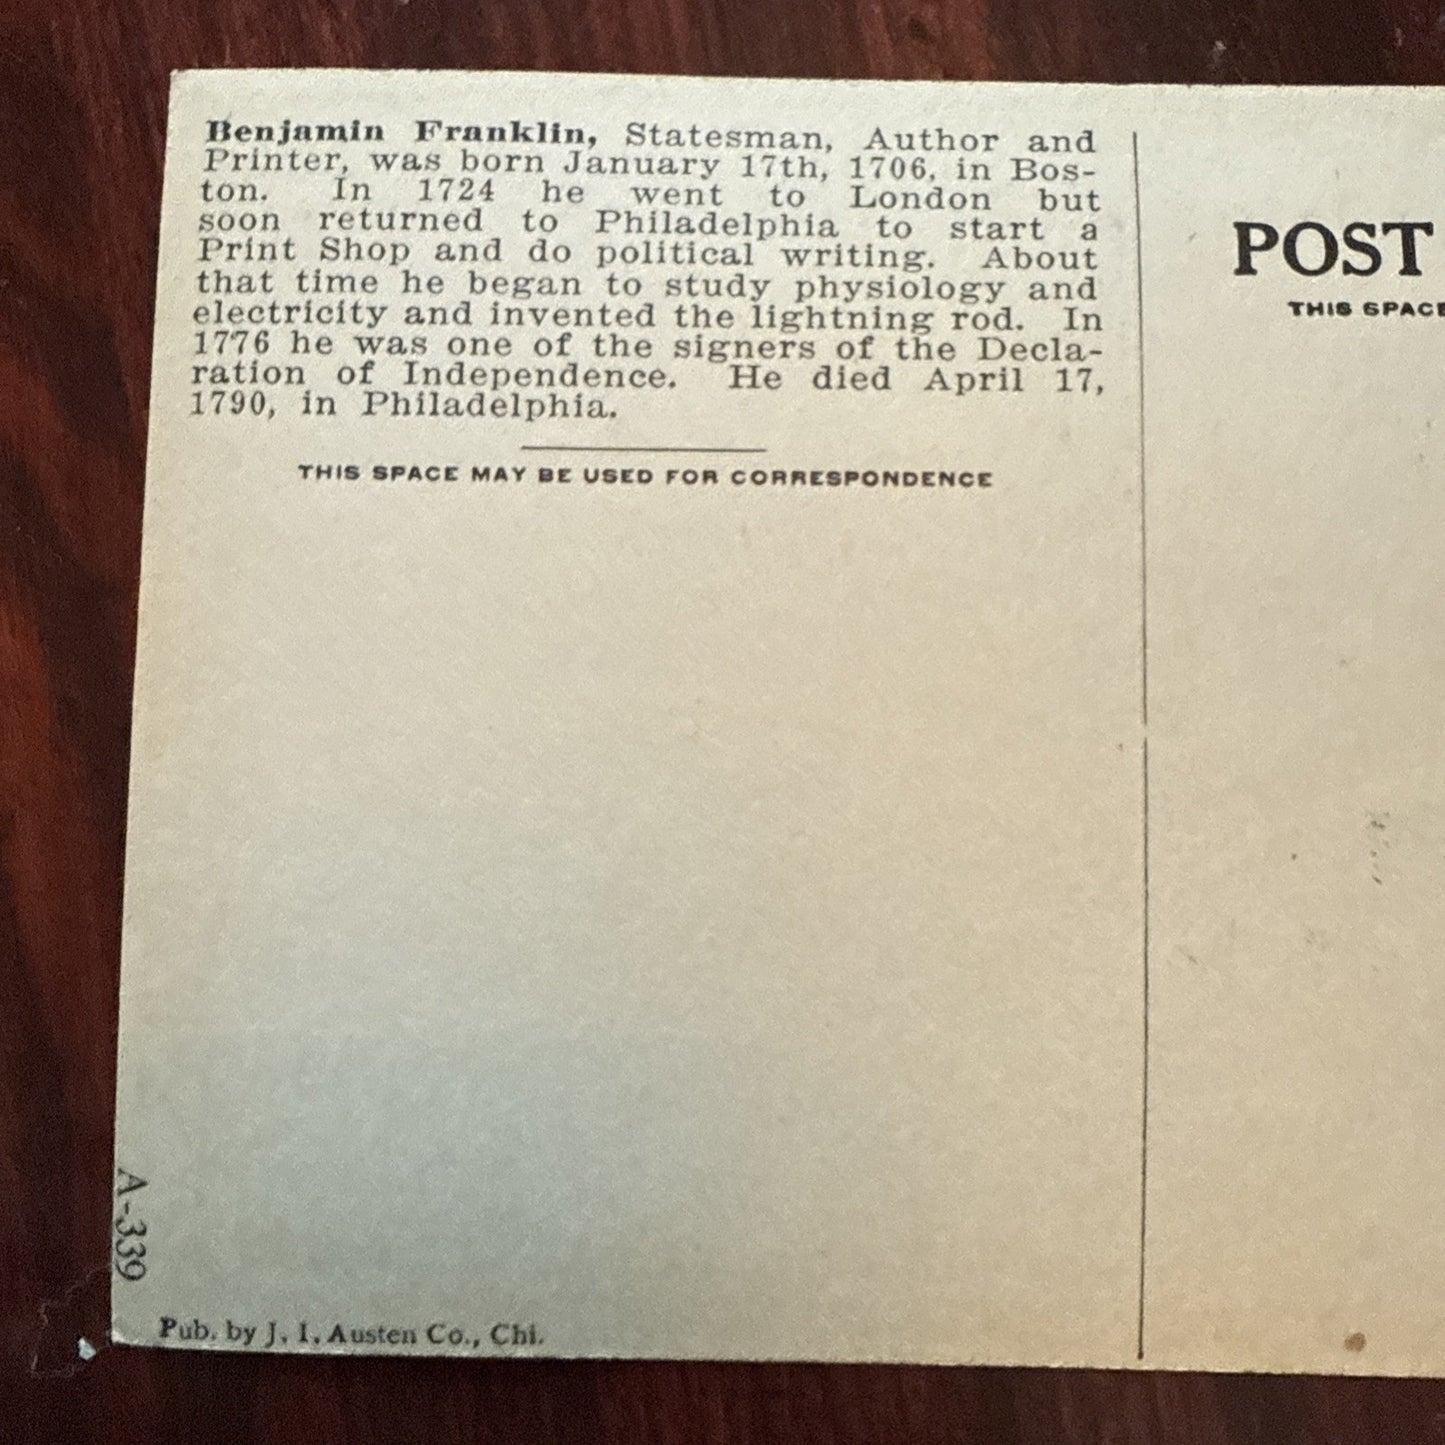 Benjamin Franklin, Statesman, Author and
Printer, was born January 17th, 1706, in Bos-
ton. In 1724 he went to London but
soon returned to Philadelphia to start a
Print Shop and do political writing. About
that time he began to study physiology and
electricity and invented the lightning rod. In
1776 he was one of the signers of the Decla-
ration of Independence. He died April 17,
1790, in Philadelphia.
THIS SPACE MAY BE USED FOR CORRESPONDENCE
POST
THIS SPACE
A-339
Pub. by J. I. Austen Co., Chi.